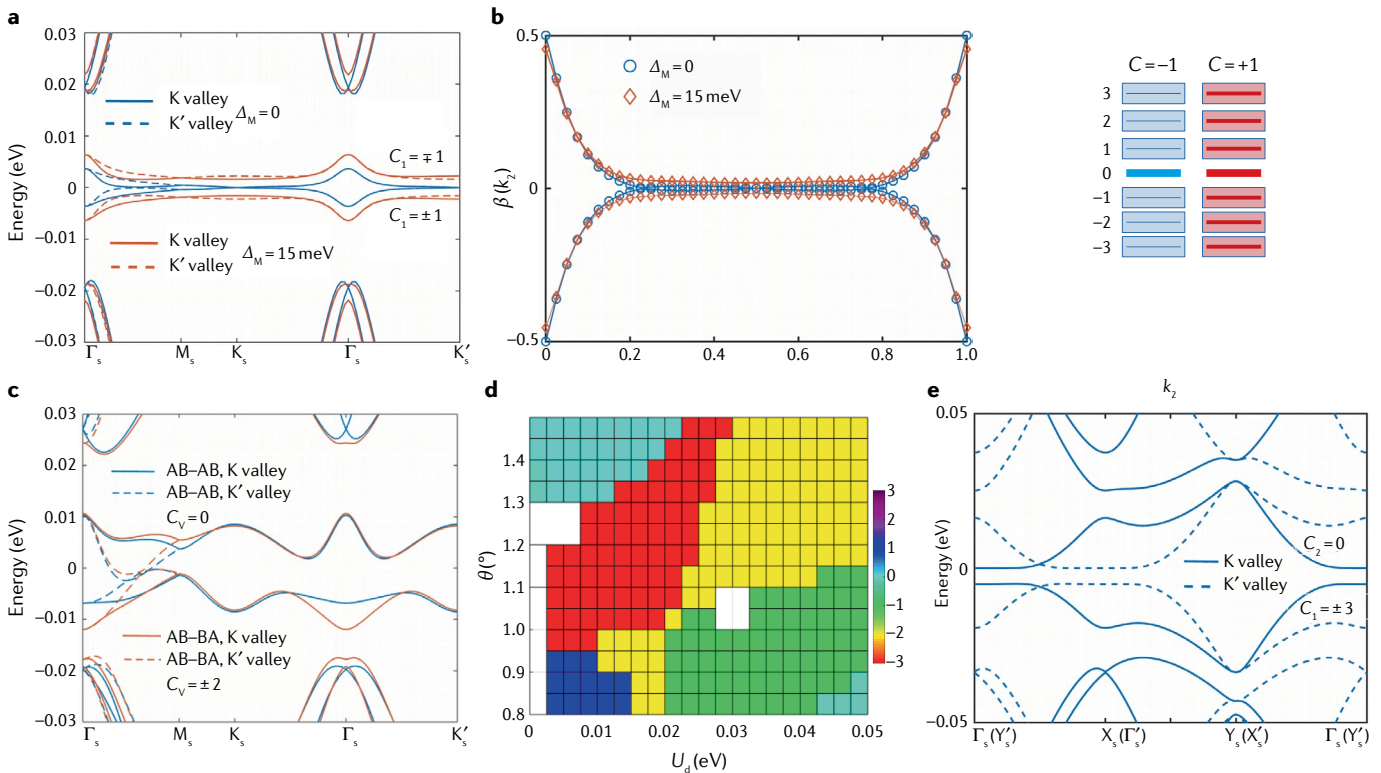 a
0.03
0.02
0.01
0
−0.01
−0.02
−0.03
Energy (eV)
K valley
K′ valley
Δ_M = 0
C₁ = ∓ 1
C₁ = ± 1
K valley
K′ valley
Δ_M = 15 meV
Γ_s
M_s
K_s
Γ_s
K′_s
b
0.5
0
−0.5
β (k₂)
Δ_M = 0
Δ_M = 15 meV
0
0.2
0.4
0.6
0.8
1.0
k₂
C = −1
C = +1
3
2
1
0
−1
−2
−3
c
0.03
0.02
0.01
0
−0.01
−0.02
−0.03
Energy (eV)
AB–AB, K valley
AB–AB, K′ valley
C_V = 0
AB–BA, K valley
AB–BA, K′ valley
C_V = ± 2
Γ_s
M_s
K_s
Γ_s
K′_s
d
θ (°)
1.4
1.3
1.2
1.1
1.0
0.9
0.8
0
0.01
0.02
0.03
0.04
0.05
U_d (eV)
3
2
1
0
−1
−2
−3
e
0.05
0
−0.05
Energy (eV)
C₂ = 0
K valley
K′ valley
C₁ = ± 3
Γ_s (Y′_s)
X_s (Γ′_s)
Y_s (X′_s)
Γ_s (Y′_s)